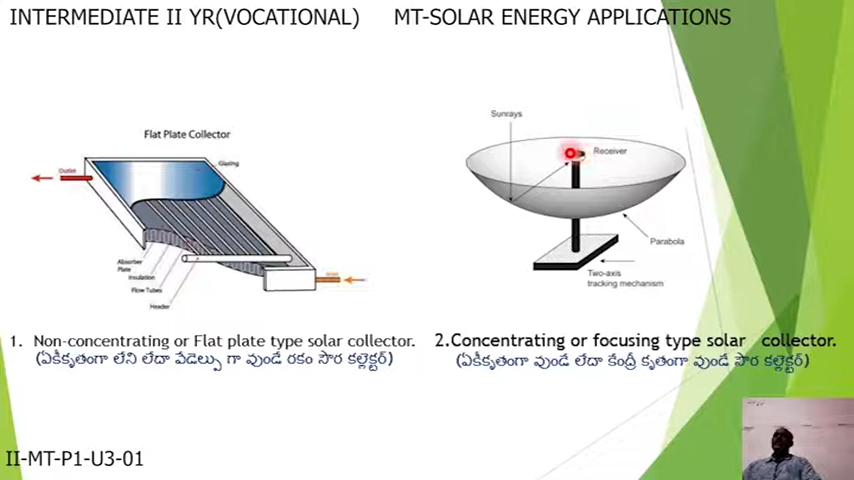 INTERMEDIATE II YR(VOCATIONAL) MT-SOLAR ENERGY APPLICATIONS
Flat Plate Collector
Glazing
Outlet
Absorber
Plate
Insulation
Flow Tubes
Header
Sunrays
Receiver
Parabola
Two-axis
tracking mechanism
1. Non-concentrating or Flat plate type solar collector.
(ఏకీకృతంగా లేని లేదా పేడెల్పు గా వుండే రకం సౌర కల్లెక్టర్)
2.Concentrating or focusing type solar collector.
(ఏకీకృతంగా వుండే లేదా కేంద్రీ కృతంగా వుండే సౌర కల్లెక్టర్)
II-MT-P1-U3-01